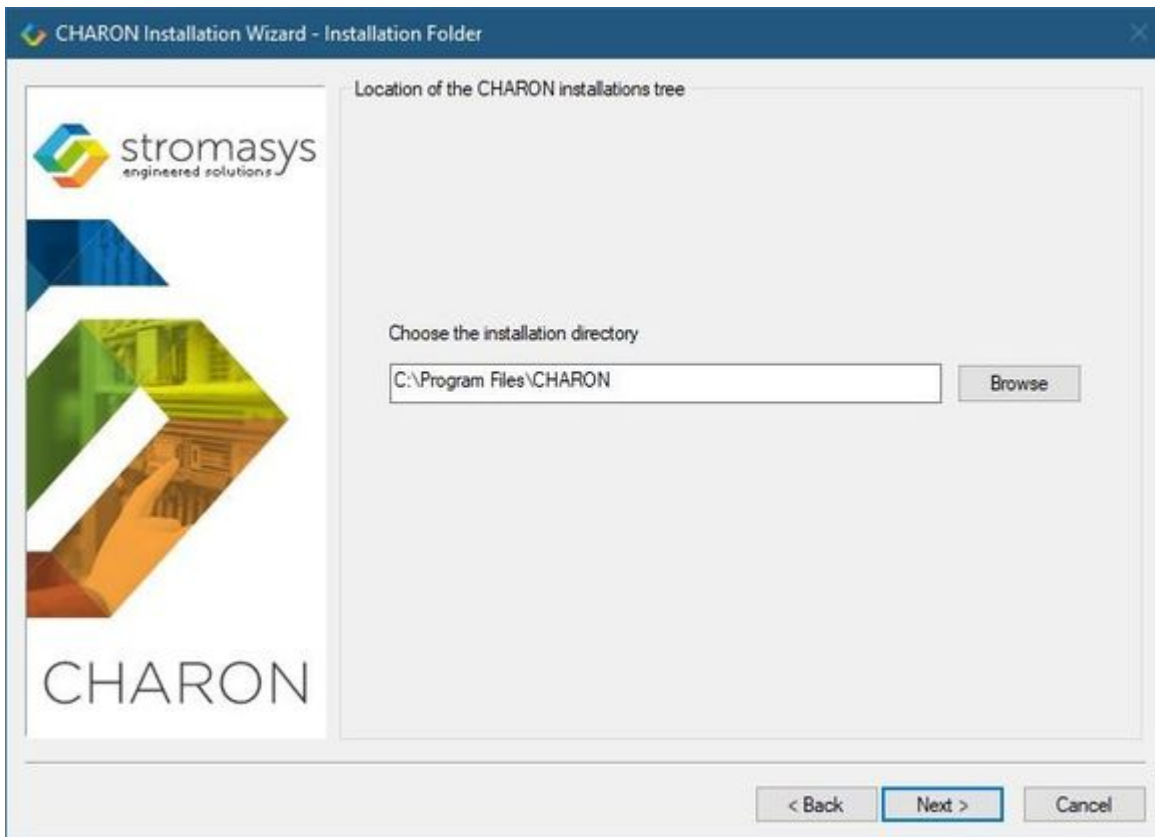 CHARON Installation Wizard - Installation Folder
stromasys
engineered solutions
CHARON
Location of the CHARON installations tree
Choose the installation directory
C:\Program Files\CHARON
Browse
< Back
Next >
Cancel